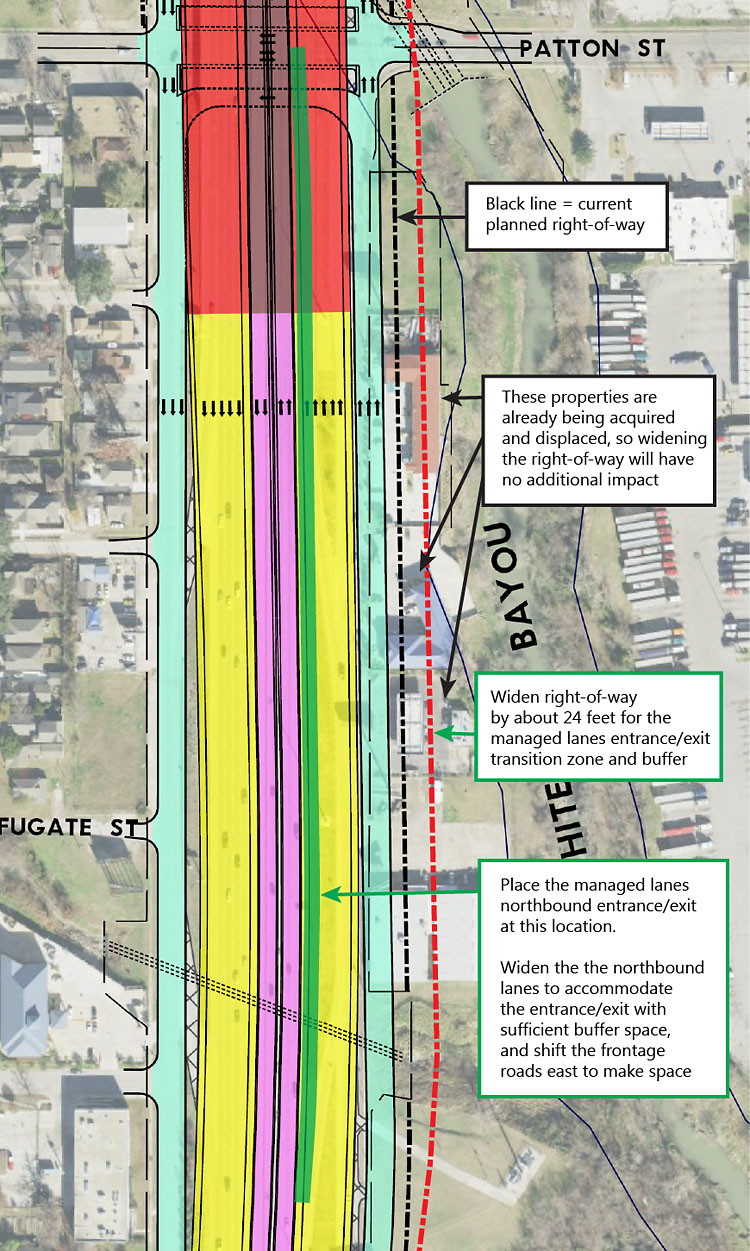 PATTON ST
Black line = current
planned right-of-way
These properties are
already being acquired
and displaced, so widening
the right-of-way will have
no additional impact
BAYOU
Widen right-of-way
by about 24 feet for the
managed lanes entrance/exit
transition zone and buffer
HITE
FUGATE ST
Place the managed lanes
northbound entrance/exit
at this location.
Widen the the northbound
lanes to accommodate
the entrance/exit with
sufficient buffer space,
and shift the frontage
roads east to make space